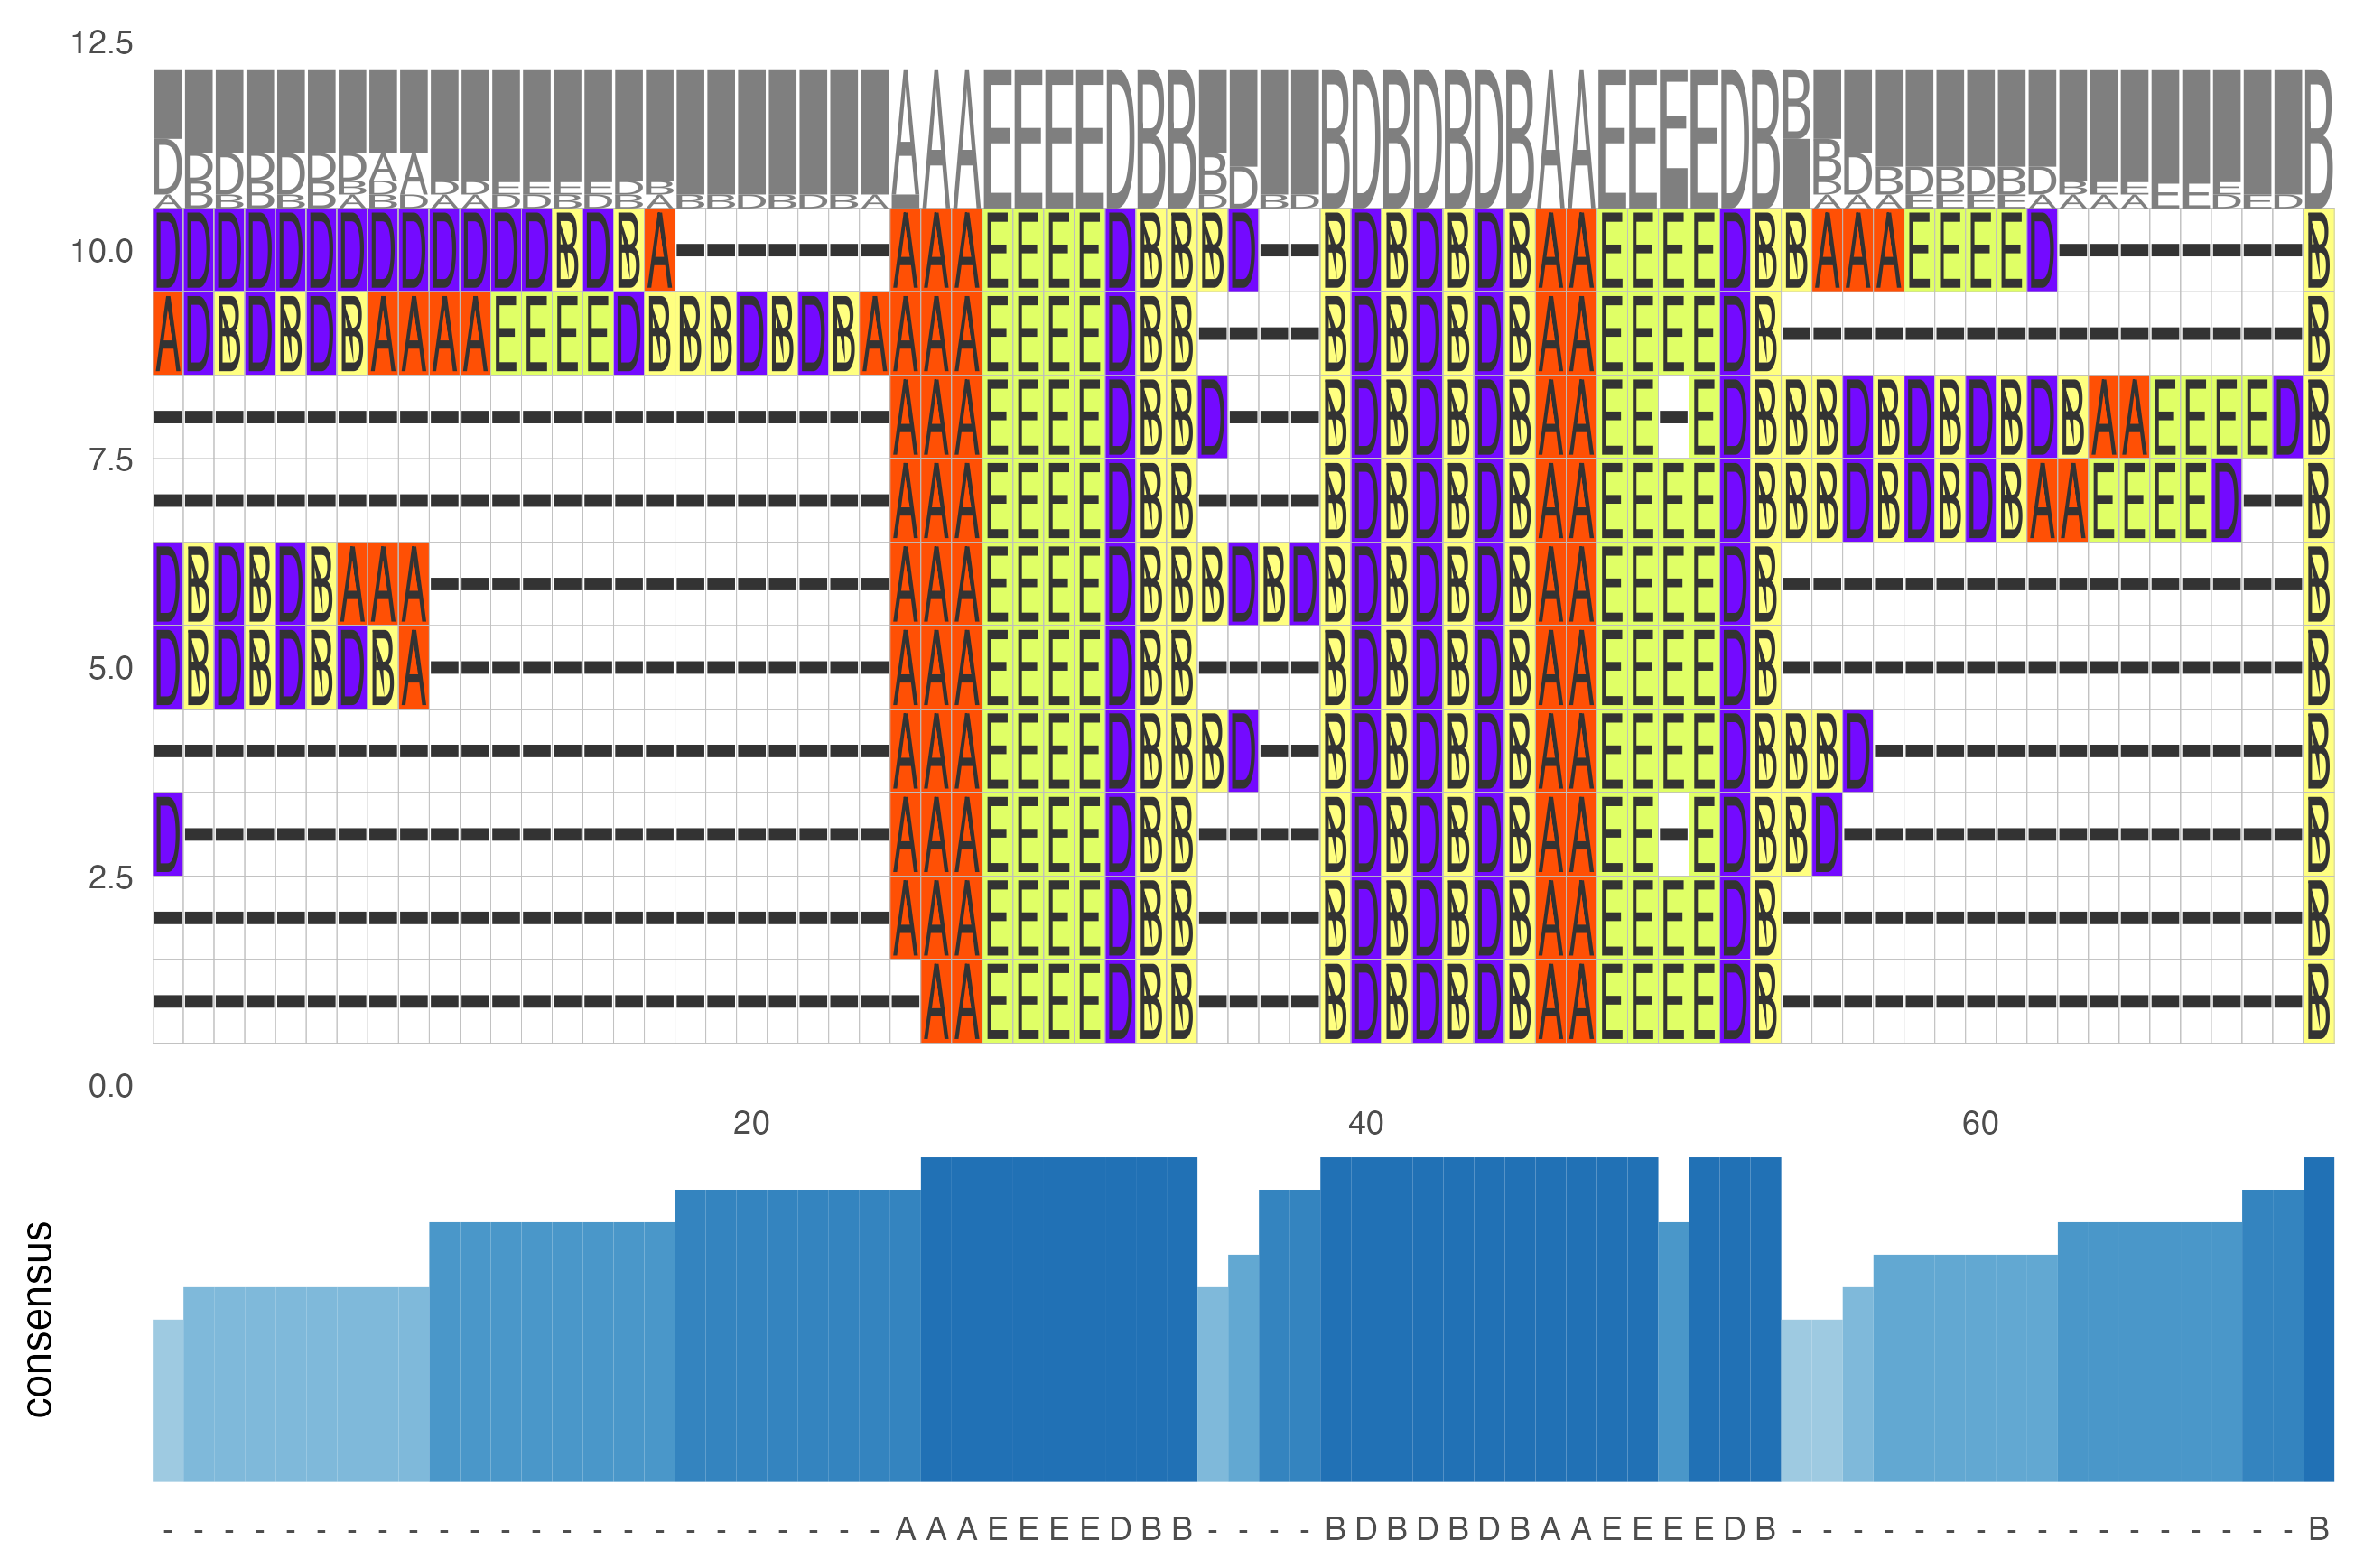 12.5
D B D B D B B A A D D E E E E D B A A A E E E E D B B B D B D B D B D B A A E E E E D B B B D B D B D B D B E E E E E B
A D B B B B A B D A A D D B D B A B B D B D B A D B D D A A E E E E A A A A D E D
10.0 DDDDDDDDDDDDDBDBA-------AAAEEEEDBBBD--BDBDBDBAAEEEEDBBAAAEEEED--------B
ADBDBDBAAAAEEEEDBBBDBDBAAAAEEEEDBB----BDBDBDBAAEEEEDB-----------------B
------------------------AAAEEEEDBBD---BDBDBDBAAEE-EDBBBDBDBDBDBAAEEEEDB
7.5
------------------------AAAEEEEDBB----BDBDBDBAAEEEEDBBBDBDBDBAAEEEED--B
DBDBDBAAA---------------AAAEEEEDBBBDBDBDBDBDBAAEEEEDB-----------------B
5.0 DBDBDBDBA---------------AAAEEEEDBB----BDBDBDBAAEEEEDB-----------------B
------------------------AAAEEEEDBBBD--BDBDBDBAAEEEEDBBBD--------------B
D-----------------------AAAEEEEDBB----BDBDBDBAAEE-EDBBD---------------B
2.5
------------------------AAAEEEEDBB----BDBDBDBAAEEEEDB-----------------B
-------------------------AAEEEEDBB----BDBDBDBAAEEEEDB-----------------B
0.0
20 40 60
consensus
- - - - - - - - - - - - - - - - - - - - - - - - A A A E E E E D B B - - - - B D B D B D B A A E E E E D B - - - - - - - - - - - - - - - - - B